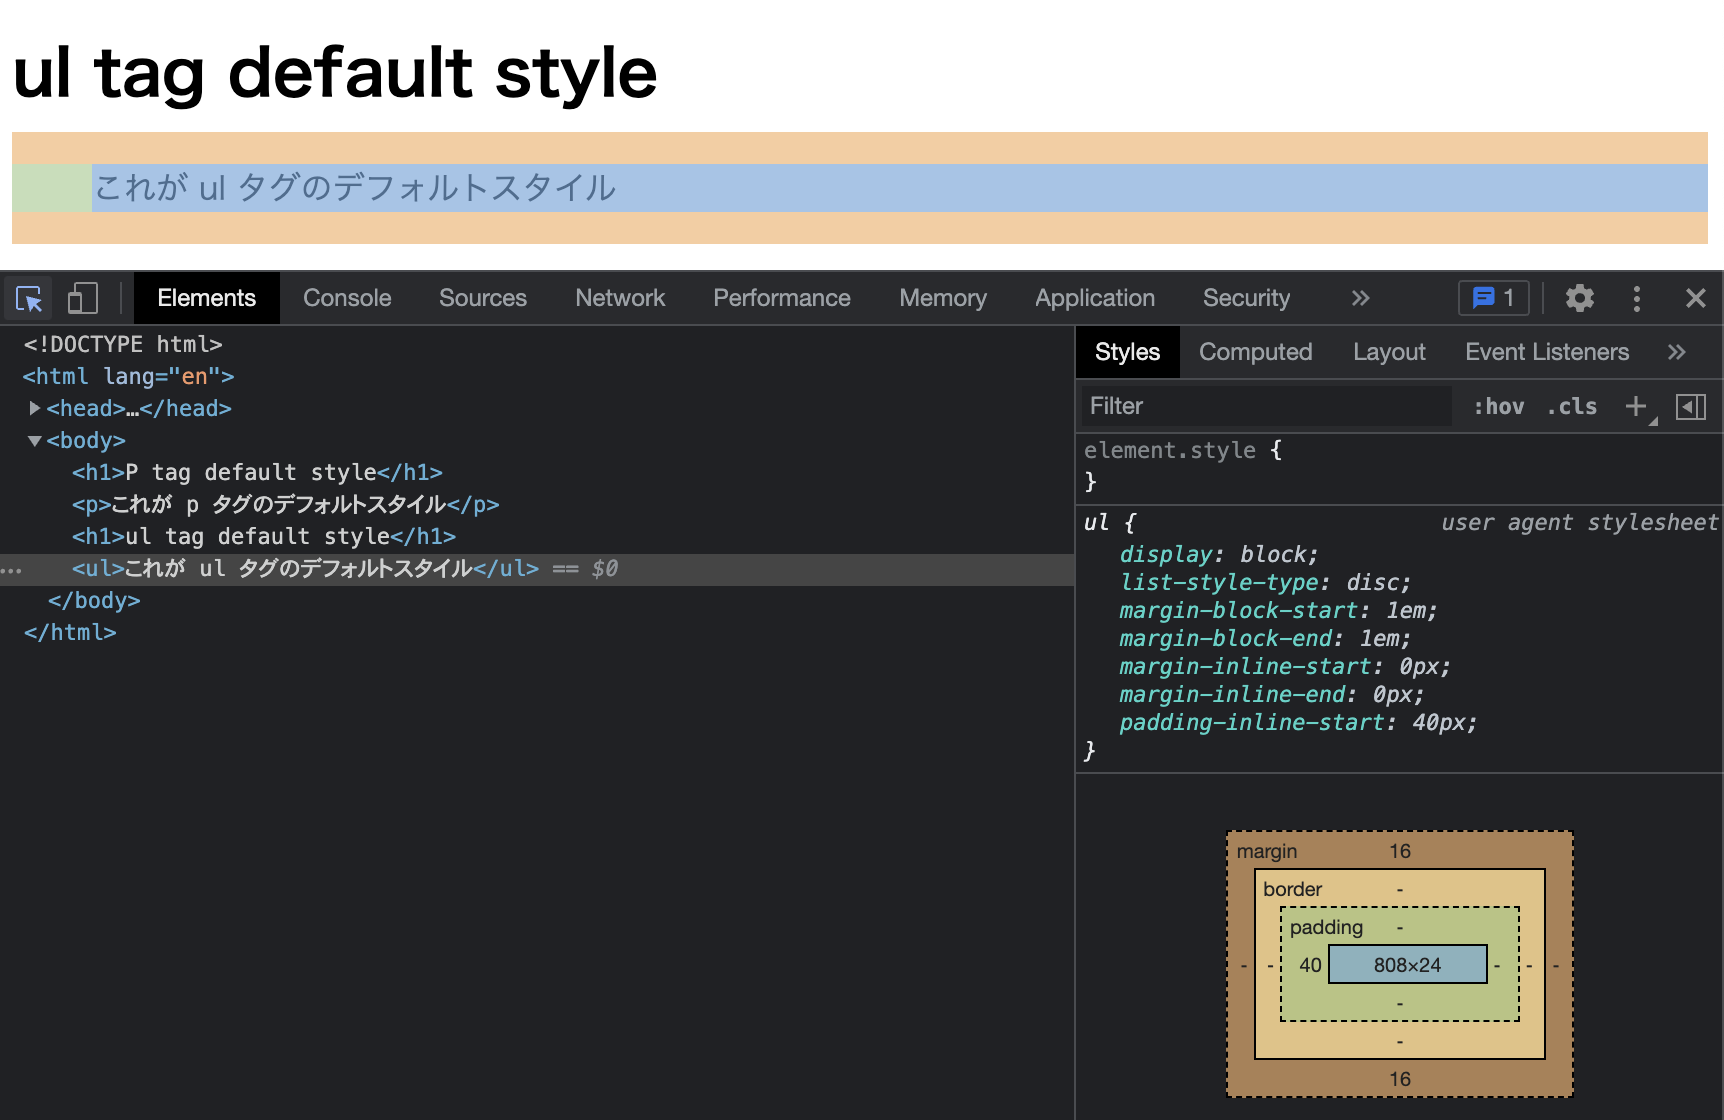 ul tag default style
これが ul タグのデフォルトスタイル
Elements Console Sources Network Performance Memory Application Security » 1
<!DOCTYPE html>
<html lang="en">
<head>…</head>
<body>
<h1>P tag default style</h1>
<p>これが p タグのデフォルトスタイル</p>
<h1>ul tag default style</h1>
… <ul>これが ul タグのデフォルトスタイル</ul> == $0
</body>
</html>
Styles Computed Layout Event Listeners »
Filter :hov .cls +
element.style {
}
ul { user agent stylesheet
display: block;
list-style-type: disc;
margin-block-start: 1em;
margin-block-end: 1em;
margin-inline-start: 0px;
margin-inline-end: 0px;
padding-inline-start: 40px;
}
margin 16
border -
padding -
- - 40 808×24 - - -
-
-
16